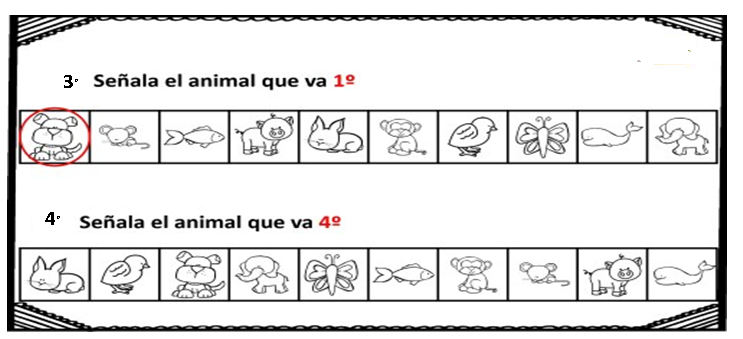 3. Señala el animal que va 1º
4. Señala el animal que va 4º